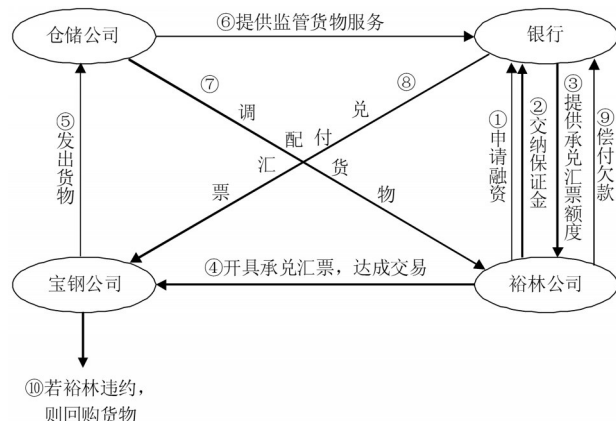 仓储公司
⑥提供监管货物服务
银行
⑦调配货物
⑧兑付汇票
⑤发出货物
①申请融资
②交纳保证金
③提供承兑汇票额度
⑨偿付欠款
宝钢公司
④开具承兑汇票，达成交易
裕林公司
⑩若裕林违约，
则回购货物